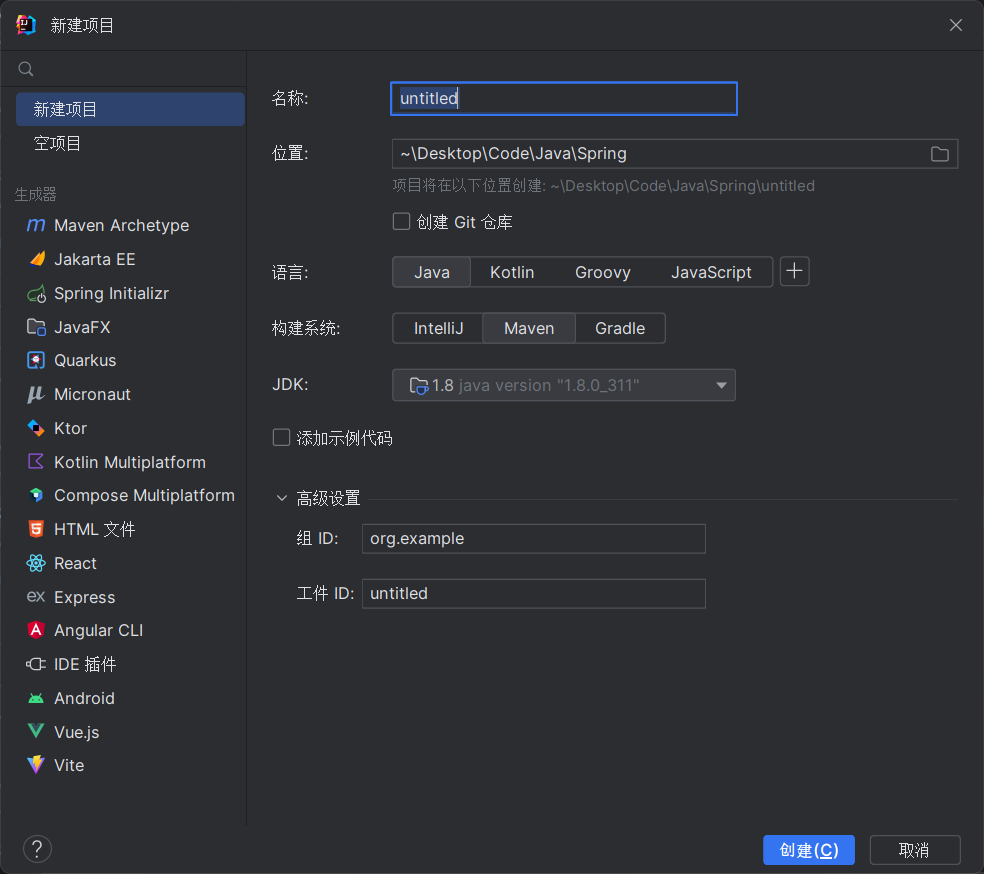 新建项目
新建项目
空项目
生成器
Maven Archetype
Jakarta EE
Spring Initializr
JavaFX
Quarkus
Micronaut
Ktor
Kotlin Multiplatform
Compose Multiplatform
HTML 文件
React
Express
Angular CLI
IDE 插件
Android
Vue.js
Vite
名称: untitled
位置: ~\Desktop\Code\Java\Spring
项目将在以下位置创建: ~\Desktop\Code\Java\Spring\untitled
创建 Git 仓库
语言: Java Kotlin Groovy JavaScript
构建系统: IntelliJ Maven Gradle
JDK: 1.8 java version "1.8.0_311"
添加示例代码
高级设置
组 ID: org.example
工件 ID: untitled
? 创建(C) 取消